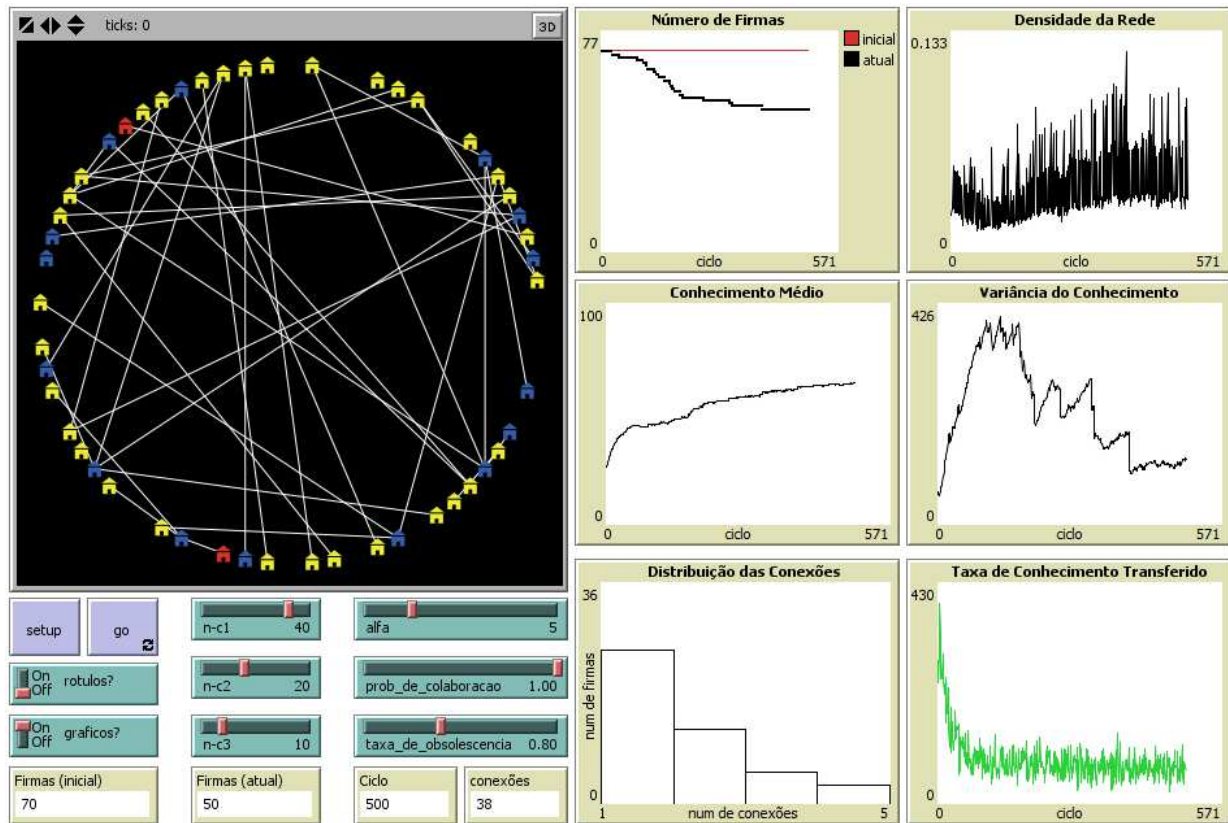 ticks: 0
3D
setup
go
On
Off
rotulos?
On
Off
graficos?
n-c1 40
n-c2 20
n-c3 10
alfa 5
prob_de_colaboracao 1.00
taxa_de_obsolescencia 0.80
Firmas (inicial)
70
Firmas (atual)
50
Ciclo
500
conexões
38
Número de Firmas
77
0
0 ciclo 571
inicial
atual
Densidade da Rede
0.133
0
0 ciclo 571
Conhecimento Médio
100
0
0 ciclo 571
Variância do Conhecimento
426
0
0 ciclo 571
Distribuição das Conexões
36
num de firmas
0
1 num de conexões 5
Taxa de Conhecimento Transferido
430
0
0 ciclo 571